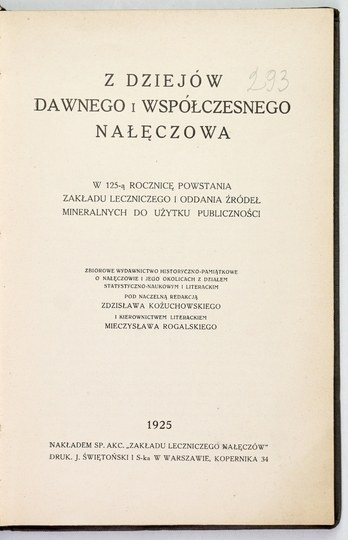 293
Z DZIEJÓW
DAWNEGO I WSPÓŁCZESNEGO
NAŁĘCZOWA
W 125-ą ROCZNICĘ POWSTANIA
ZAKŁADU LECZNICZEGO I ODDANIA ŹRÓDEŁ
MINERALNYCH DO UŻYTKU PUBLICZNOŚCI
ZBIOROWE WYDAWNICTWO HISTORYCZNO-PAMIĄTKOWE
O NAŁĘCZOWIE I JEGO OKOLICACH Z DZIAŁEM
STATYSTYCZNO-NAUKOWYM I LITERACKIM
POD NACZELNĄ REDAKCJĄ
ZDZISŁAWA KOŻUCHOWSKIEGO
I KIEROWNICTWEM LITERACKIEM
MIECZYSŁAWA ROGALSKIEGO
1925
NAKŁADEM SP. AKC. „ZAKŁADU LECZNICZEGO NAŁĘCZÓW”
DRUK. J. ŚWIĘTOŃSKI I S-ka W WARSZAWIE, KOPERNIKA 34